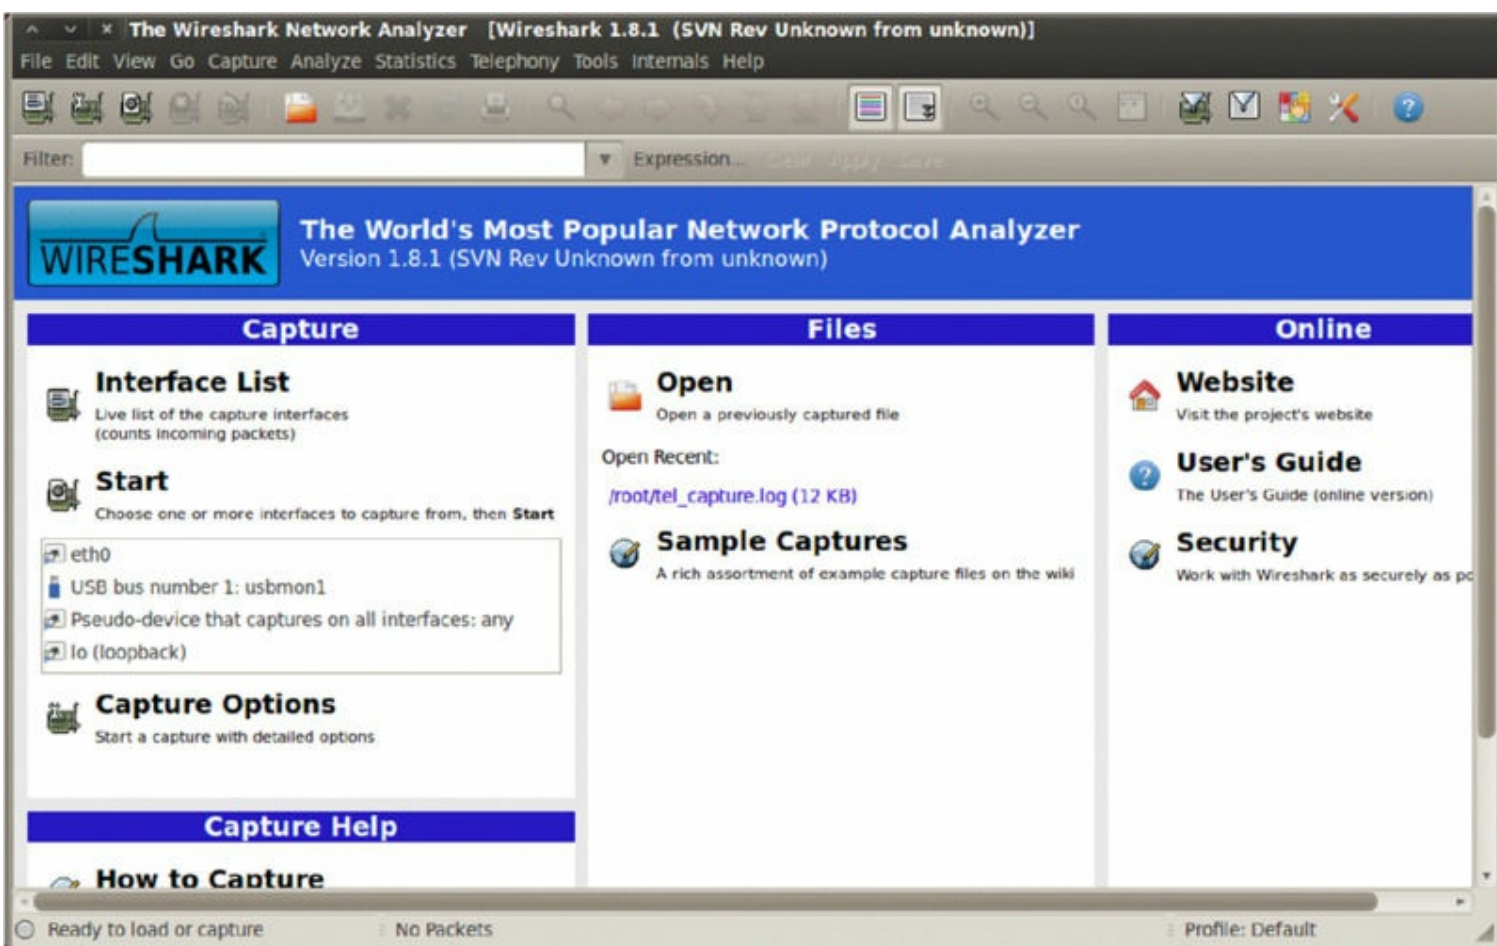 The Wireshark Network Analyzer [Wireshark 1.8.1 (SVN Rev Unknown from unknown)]
File Edit View Go Capture Analyze Statistics Telephony Tools Internals Help
Filter: Expression... Clear Apply Save
WIRESHARK
The World's Most Popular Network Protocol Analyzer
Version 1.8.1 (SVN Rev Unknown from unknown)
Capture
Interface List
Live list of the capture interfaces
(counts incoming packets)
Start
Choose one or more interfaces to capture from, then Start
eth0
USB bus number 1: usbmon1
Pseudo-device that captures on all interfaces: any
lo (loopback)
Capture Options
Start a capture with detailed options
Capture Help
How to Capture
Files
Open
Open a previously captured file
Open Recent:
/root/tel_capture.log (12 KB)
Sample Captures
A rich assortment of example capture files on the wiki
Online
Website
Visit the project's website
User's Guide
The User's Guide (online version)
Security
Work with Wireshark as securely as po
Ready to load or capture
No Packets
Profile: Default